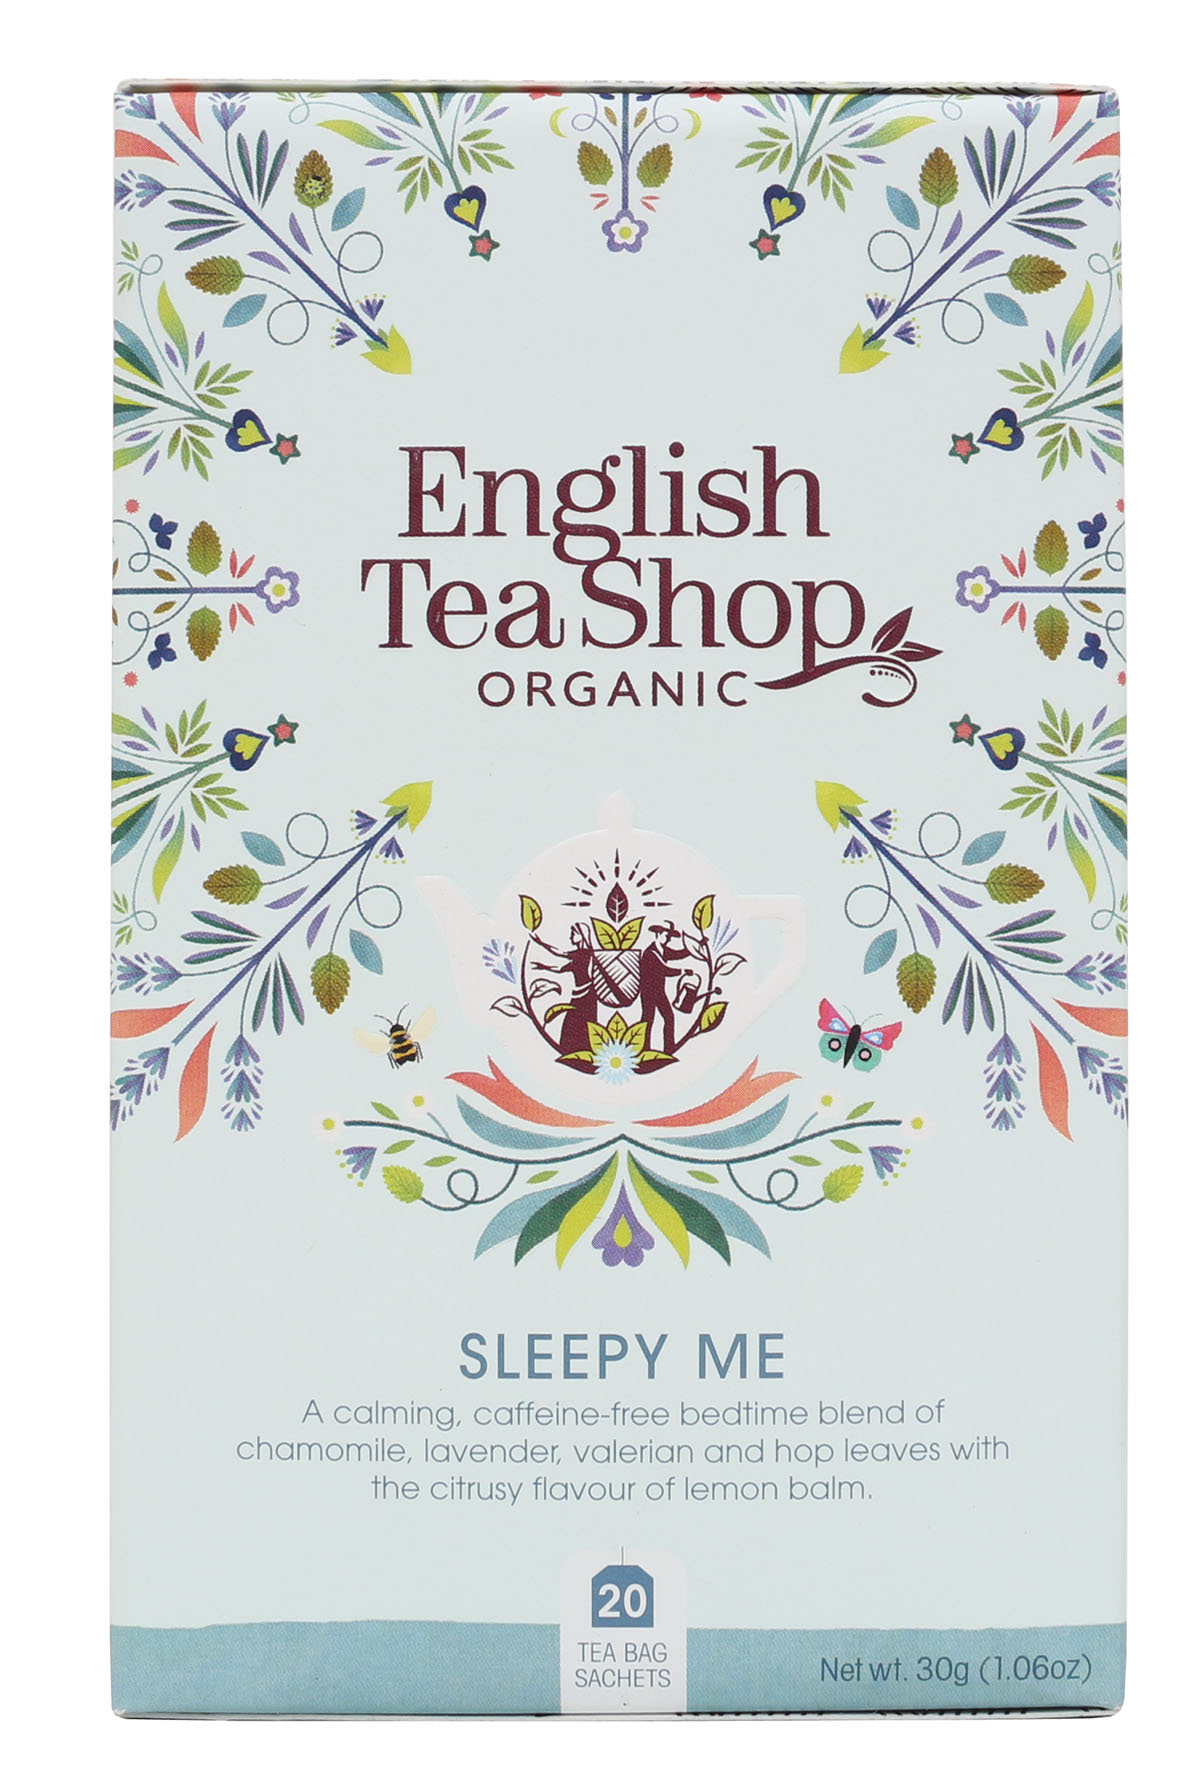 English
Tea Shop
ORGANIC
SLEEPY ME
A calming, caffeine-free bedtime blend of
chamomile, lavender, valerian and hop leaves with
the citrusy flavour of lemon balm.
20
TEA BAG
SACHETS
Net wt. 30g (1.06oz)